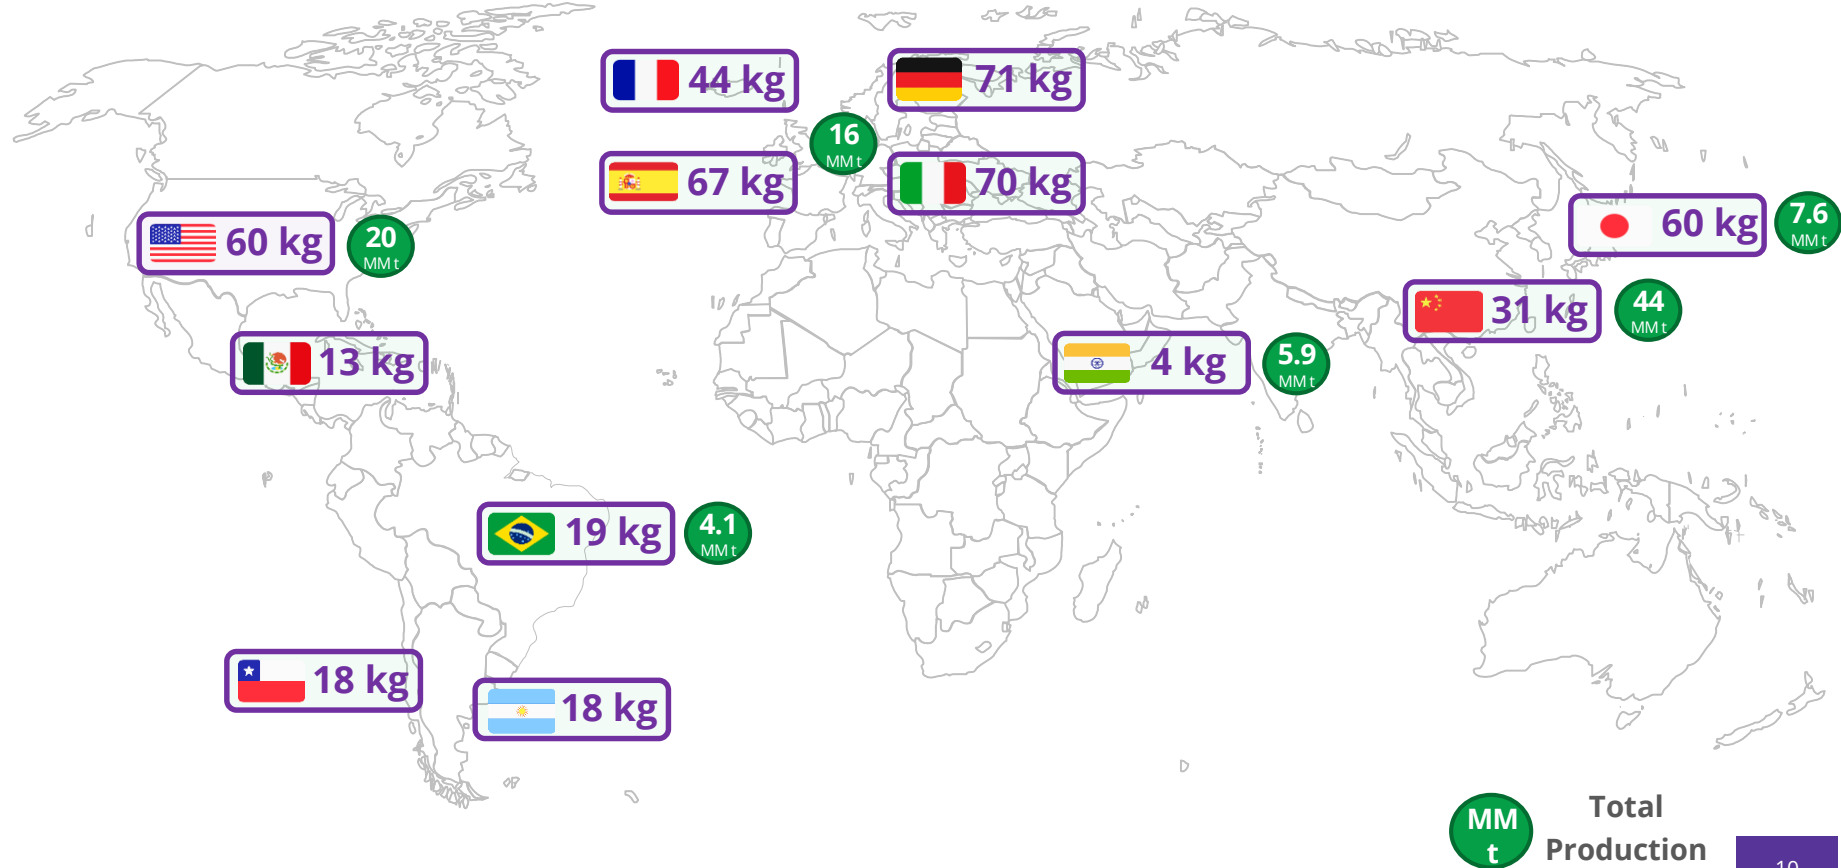 44 kg
71 kg
16
MM t
67 kg
70 kg
60 kg
20
MM t
60 kg
7.6
MM t
31 kg
44
MM t
13 kg
4 kg
5.9
MM t
19 kg
4.1
MM t
18 kg
18 kg
MM
t
Total
Production
10